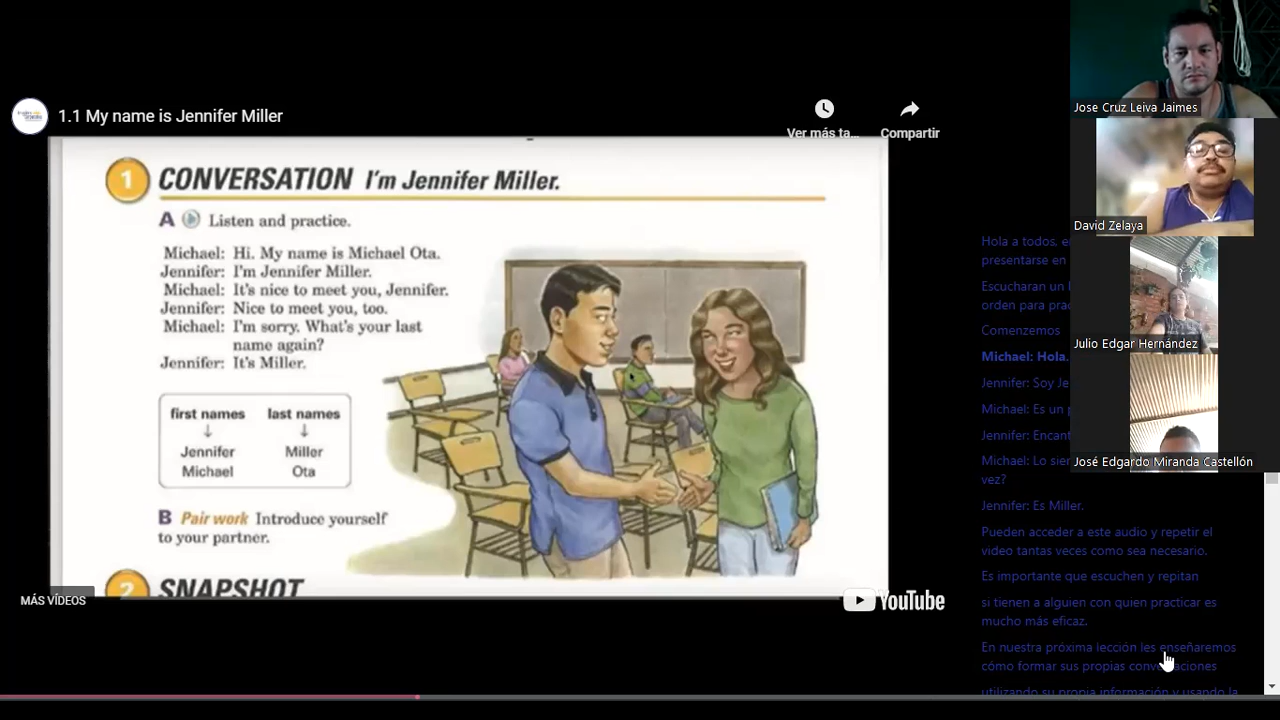 1.1 My name is Jennifer Miller
Ver más ta...
Compartir
1 CONVERSATION I'm Jennifer Miller.
A Listen and practice.
Michael: Hi. My name is Michael Ota.
Jennifer: I'm Jennifer Miller.
Michael: It's nice to meet you, Jennifer.
Jennifer: Nice to meet you, too.
Michael: I'm sorry. What's your last
name again?
Jennifer: It's Miller.
first names last names
↓ ↓
Jennifer Miller
Michael Ota
B Pair work Introduce yourself
to your partner.
2 SNAPSHOT
MÁS VÍDEOS
YouTube
Jose Cruz Leiva Jaimes
David Zelaya
Julio Edgar Hernández
José Edgardo Miranda Castellón
Hola a todos,
presentarse en
Escucharan un
orden para
Comenzemos
Michael: Hola.
Jennifer: Soy
Michael: Es un
Jennifer:
Michael: Lo
vez?
Jennifer: Es Miller.
Pueden acceder a este audio y repetir el
video tantas veces como sea necesario.
Es importante que escuchen y repitan
si tienen a alguien con quien practicar es
mucho más eficaz.
En nuestra próxima lección les enseñaremos
cómo formar sus propias conversaciones
utilizando su propia información y usando la